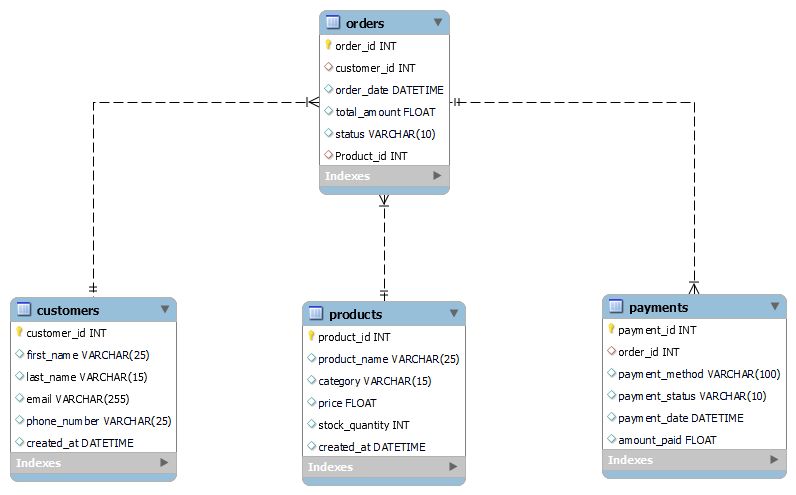 orders
order_id INT
customer_id INT
order_date DATETIME
total_amount FLOAT
status VARCHAR(10)
Product_id INT
Indexes
customers
customer_id INT
first_name VARCHAR(25)
last_name VARCHAR(15)
email VARCHAR(255)
phone_number VARCHAR(25)
created_at DATETIME
Indexes
products
product_id INT
product_name VARCHAR(25)
category VARCHAR(15)
price FLOAT
stock_quantity INT
created_at DATETIME
Indexes
payments
payment_id INT
order_id INT
payment_method VARCHAR(100)
payment_status VARCHAR(10)
payment_date DATETIME
amount_paid FLOAT
Indexes